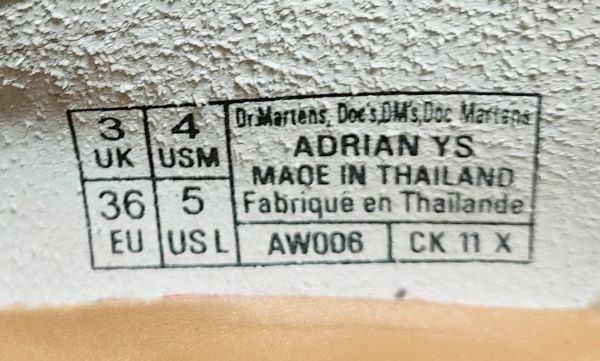 3 UK
4 USM
36 EU
5 US L
Dr.Martens, Doc's,DM's,Doc Martens
ADRIAN YS
MADE IN THAILAND
Fabriqué en Thaïlande
AW006
CK 11 X